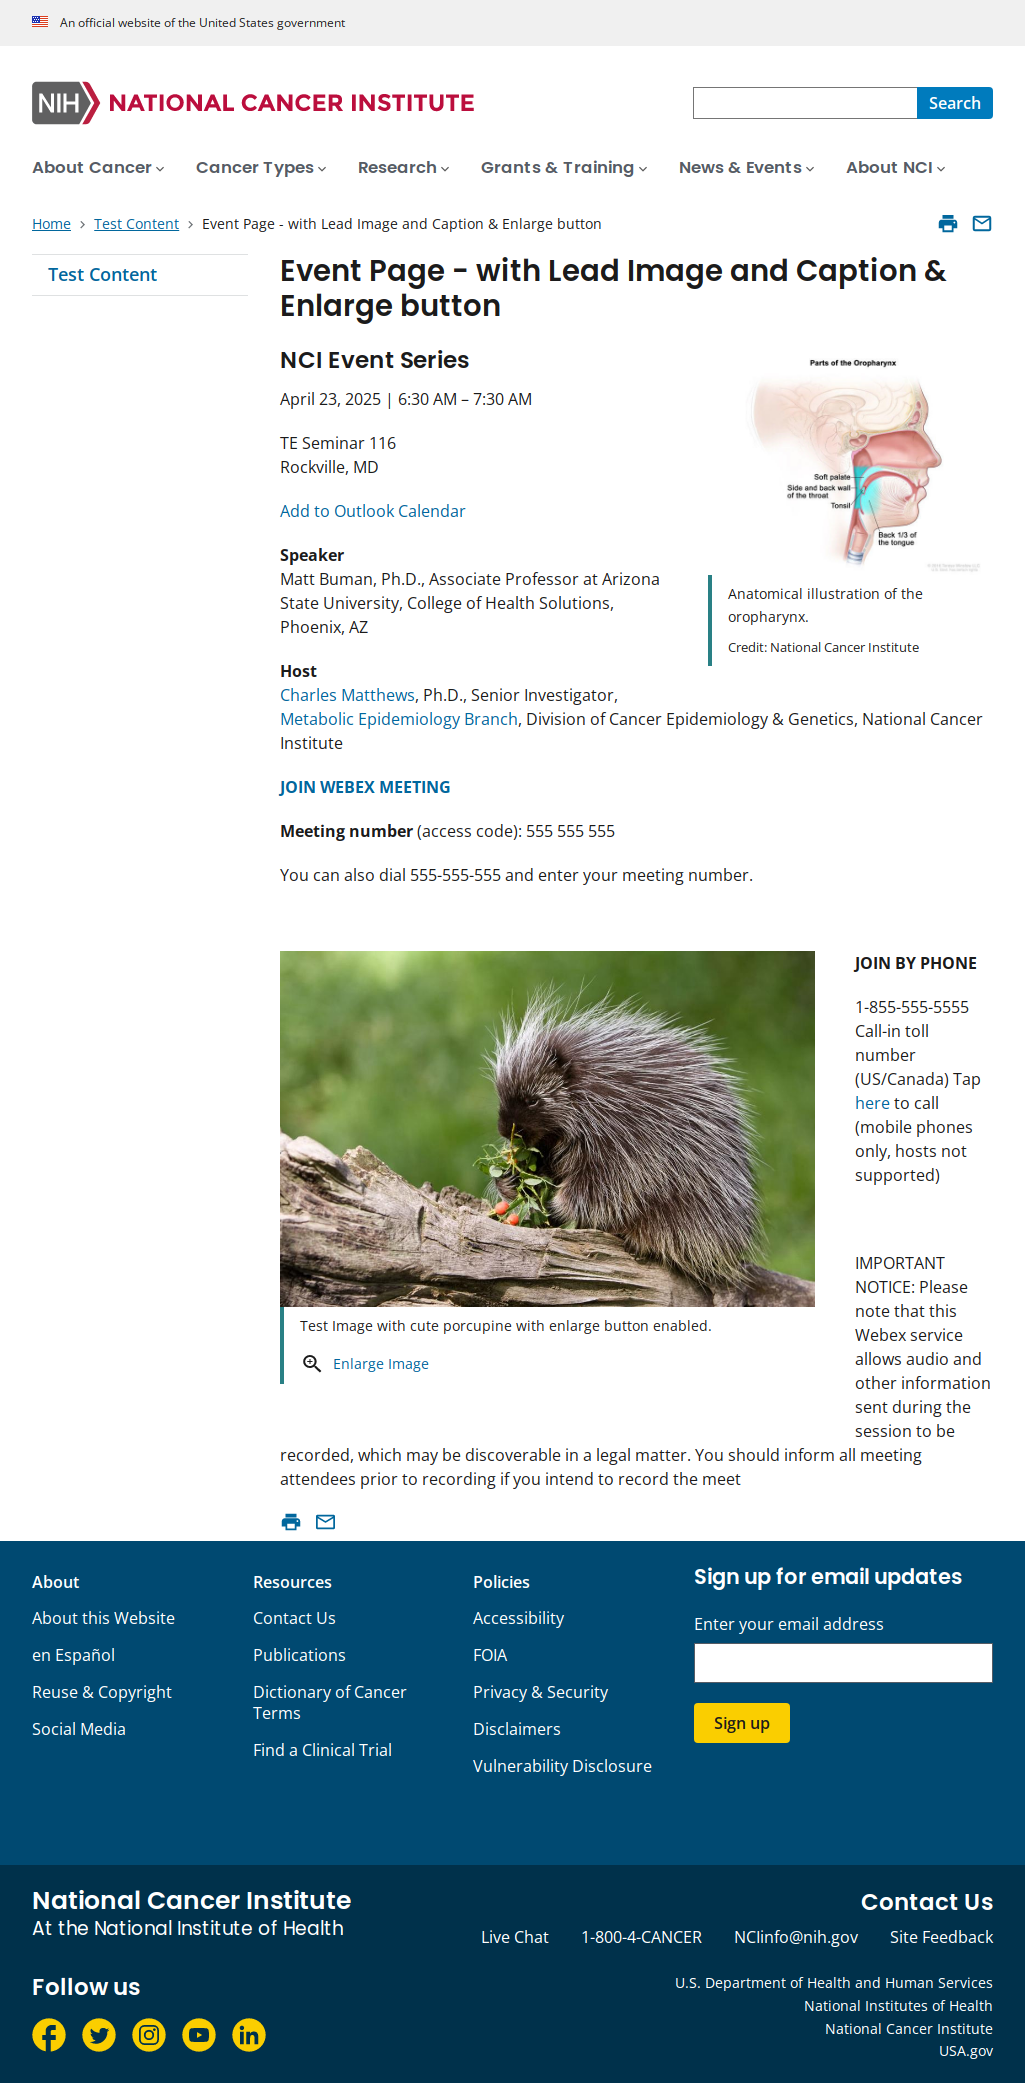 An official website of the United States government
NIH NATIONAL CANCER INSTITUTE
Search
About Cancer Cancer Types Research Grants & Training News & Events About NCI
Home Test Content Event Page - with Lead Image and Caption & Enlarge button
Test Content
Event Page - with Lead Image and Caption &
Enlarge button
NCI Event Series
April 23, 2025 | 6:30 AM – 7:30 AM
TE Seminar 116
Rockville, MD
Add to Outlook Calendar
Speaker
Matt Buman, Ph.D., Associate Professor at Arizona
State University, College of Health Solutions,
Phoenix, AZ
Parts of the Oropharynx
Soft palate
Side and back wall
of the throat
Tonsil
Back 1/3 of
the tongue
Anatomical illustration of the
oropharynx.
Credit: National Cancer Institute
Host
Charles Matthews, Ph.D., Senior Investigator,
Metabolic Epidemiology Branch, Division of Cancer Epidemiology & Genetics, National Cancer
Institute
JOIN WEBEX MEETING
Meeting number (access code): 555 555 555
You can also dial 555-555-555 and enter your meeting number.
Test Image with cute porcupine with enlarge button enabled.
Enlarge Image
JOIN BY PHONE
1-855-555-5555
Call-in toll
number
(US/Canada) Tap
here to call
(mobile phones
only, hosts not
supported)
IMPORTANT
NOTICE: Please
note that this
Webex service
allows audio and
other information
sent during the
session to be
recorded, which may be discoverable in a legal matter. You should inform all meeting
attendees prior to recording if you intend to record the meet
About
About this Website
en Español
Reuse & Copyright
Social Media
Resources
Contact Us
Publications
Dictionary of Cancer
Terms
Find a Clinical Trial
Policies
Accessibility
FOIA
Privacy & Security
Disclaimers
Vulnerability Disclosure
Sign up for email updates
Enter your email address
Sign up
National Cancer Institute
At the National Institute of Health
Follow us
Contact Us
Live Chat 1-800-4-CANCER NCIinfo@nih.gov Site Feedback
U.S. Department of Health and Human Services
National Institutes of Health
National Cancer Institute
USA.gov